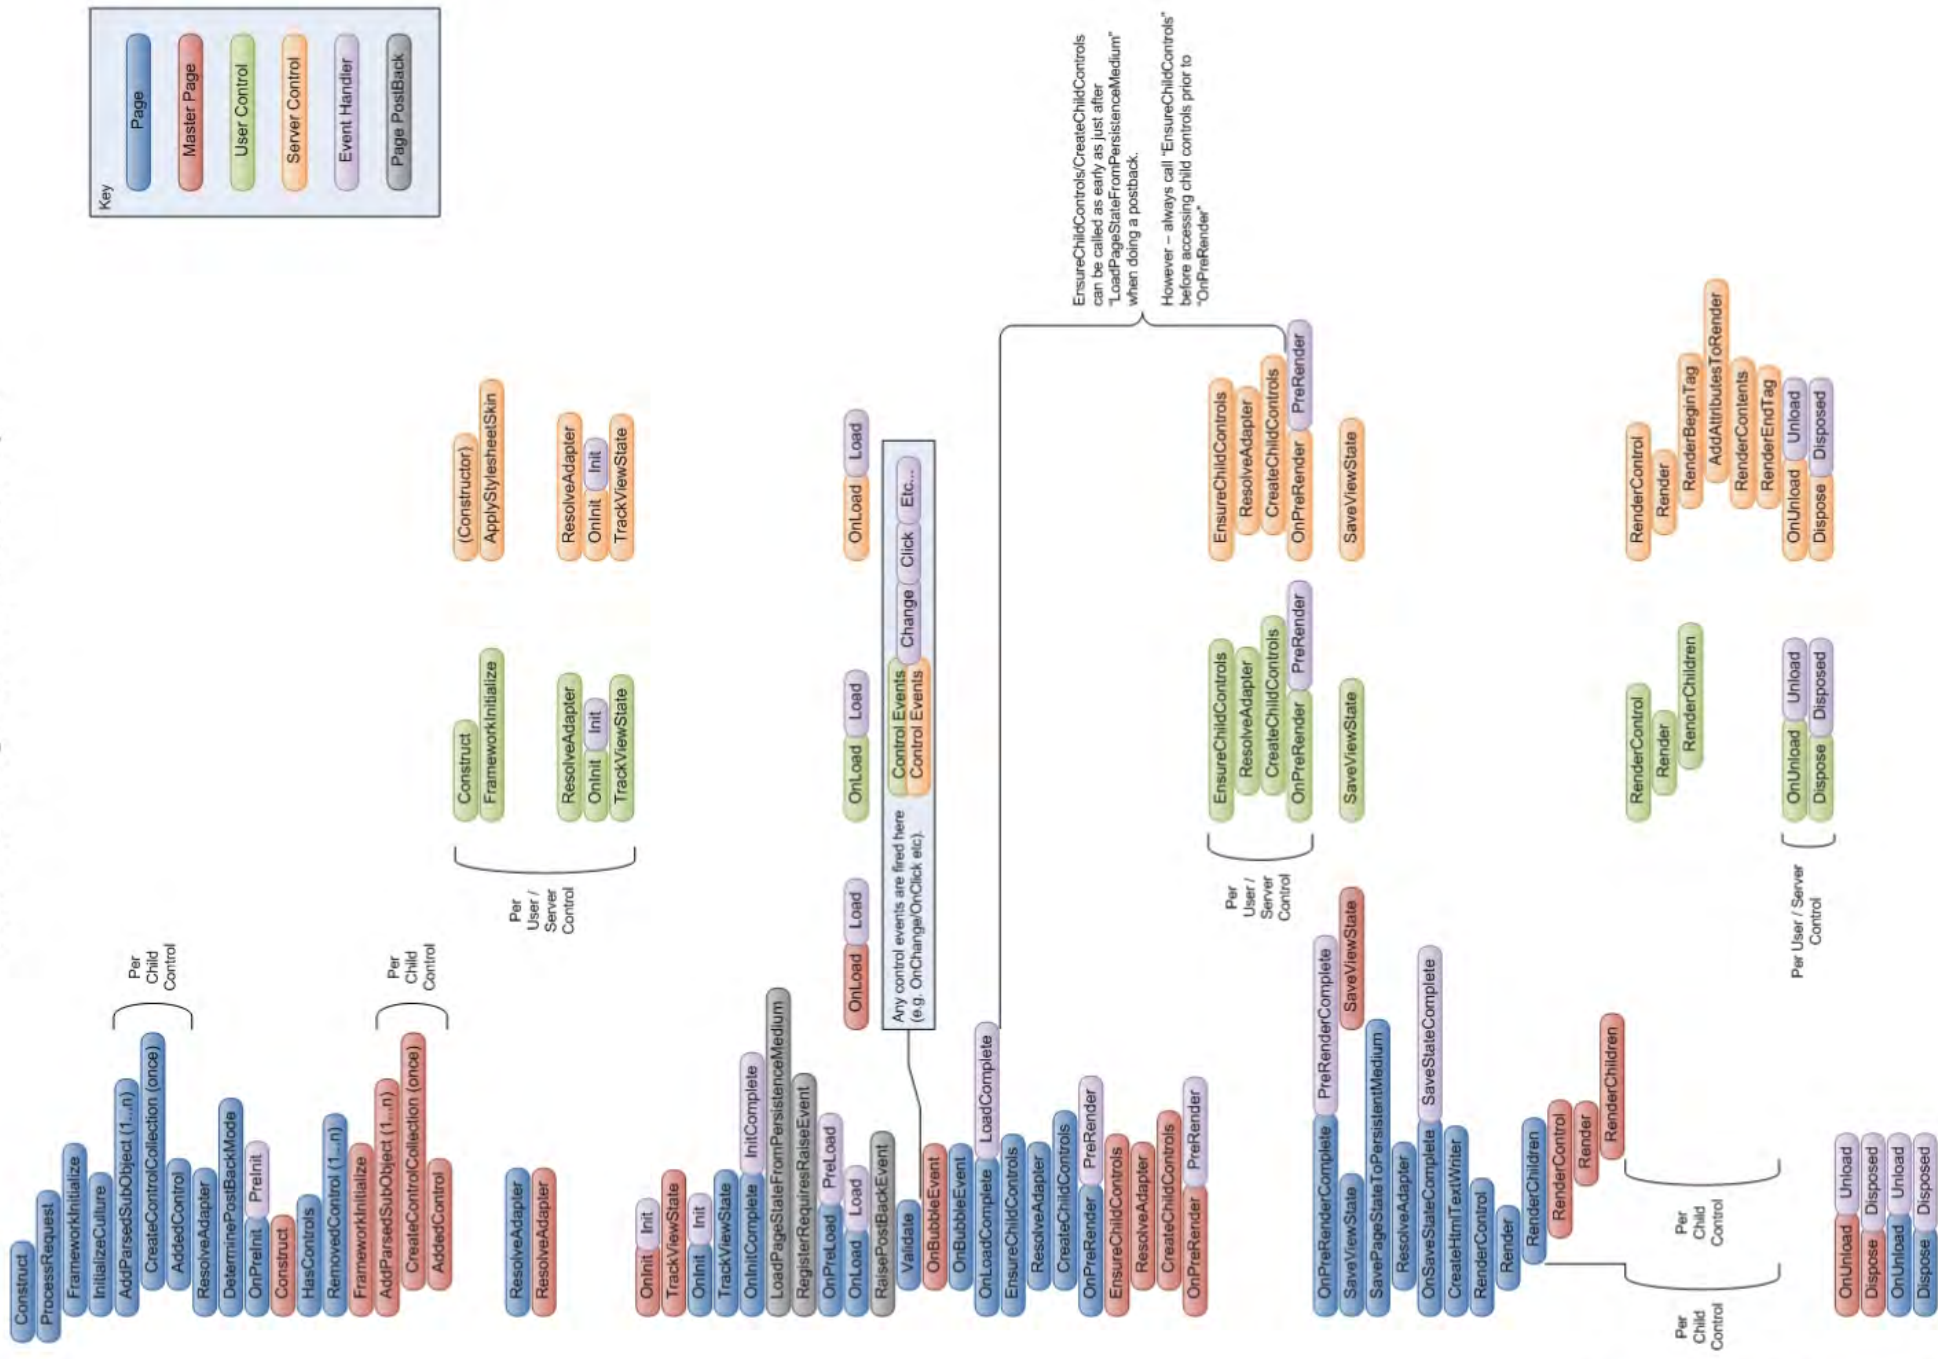 Key
Page
Master Page
User Control
Server Control
Event Handler
Page PostBack
Construct
ProcessRequest
FrameworkInitialize
InitializeCulture
AddParsedSubObject (1...n)
CreateControlCollection (once)
AddedControl
Per
Child
Control
ResolveAdapter
DeterminePostBackMode
OnPreInit PreInit
Construct
HasControls
RemovedControl (1...n)
FrameworkInitialize
AddParsedSubObject (1...n)
CreateControlCollection (once)
AddedControl
Per
Child
Control
Per
User /
Server
Control
Construct
FrameworkInitialize
(Constructor)
ApplyStylesheetSkin
ResolveAdapter
ResolveAdapter
ResolveAdapter
OnInit Init
TrackViewState
ResolveAdapter
OnInit Init
TrackViewState
OnInit Init
TrackViewState
OnInit Init
TrackViewState
OnInitComplete InitComplete
LoadPageStateFromPersistenceMedium
RegisterRequiresRaiseEvent
OnPreLoad PreLoad
OnLoad Load
OnLoad Load
OnLoad Load
OnLoad Load
RaisePostBackEvent
Any control events are fired here
(e.g. OnChange/OnClick etc).
Control Events
Control Events
Change
Click
Etc...
Validate
OnBubbleEvent
OnBubbleEvent
OnLoadComplete LoadComplete
EnsureChildControls
ResolveAdapter
CreateChildControls
OnPreRender PreRender
EnsureChildControls
ResolveAdapter
CreateChildControls
OnPreRender PreRender
EnsureChildControls/CreateChildControls
can be called as early as just after
"LoadPageStateFromPersistenceMedium"
when doing a postback.
However – always call "EnsureChildControls"
before accessing child controls prior to
"OnPreRender"
Per
User /
Server
Control
EnsureChildControls
ResolveAdapter
CreateChildControls
OnPreRender PreRender
EnsureChildControls
ResolveAdapter
CreateChildControls
OnPreRender PreRender
OnPreRenderComplete PreRenderComplete
SaveViewState
SaveViewState
SaveViewState
SaveViewState
SavePageStateToPersistentMedium
ResolveAdapter
OnSaveStateComplete SaveStateComplete
CreateHtmlTextWriter
RenderControl
Render
RenderChildren
RenderControl
Render
RenderChildren
RenderControl
Render
RenderChildren
RenderControl
Render
RenderBeginTag
AddAttributesToRender
RenderContents
RenderEndTag
Per
Child
Control
Per
Child
Control
Per User / Server
Control
OnUnload Unload
Dispose Disposed
OnUnload Unload
Dispose Disposed
OnUnload Unload
Dispose Disposed
OnUnload Unload
Dispose Disposed